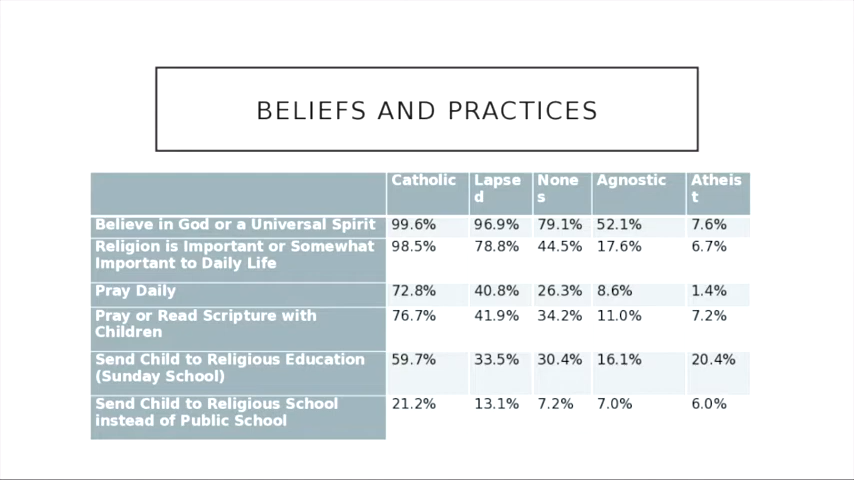 BELIEFS AND PRACTICES
Catholic Lapse None Agnostic Atheis
d s t
Believe in God or a Universal Spirit 99.6% 96.9% 79.1% 52.1% 7.6%
Religion is Important or Somewhat 98.5% 78.8% 44.5% 17.6% 6.7%
Important to Daily Life
Pray Daily 72.8% 40.8% 26.3% 8.6% 1.4%
Pray or Read Scripture with 76.7% 41.9% 34.2% 11.0% 7.2%
Children
Send Child to Religious Education 59.7% 33.5% 30.4% 16.1% 20.4%
(Sunday School)
Send Child to Religious School 21.2% 13.1% 7.2% 7.0% 6.0%
instead of Public School